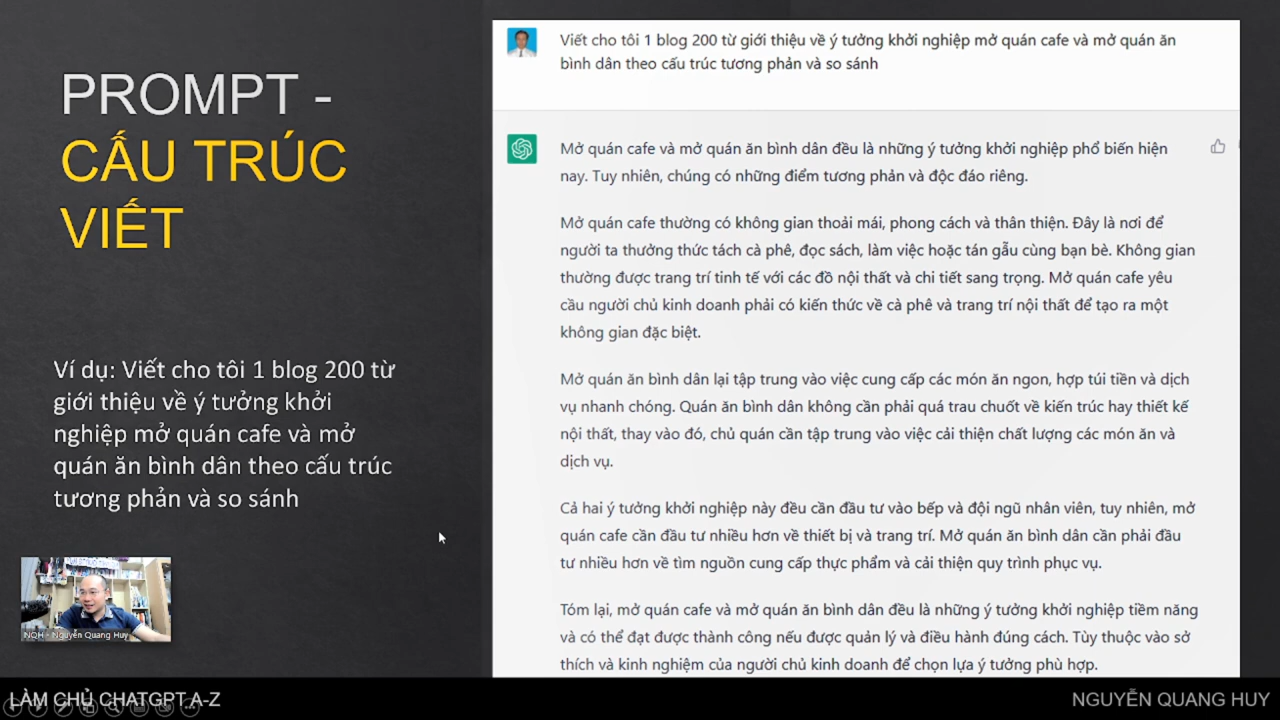 PROMPT -
CẤU TRÚC
VIẾT
Ví dụ: Viết cho tôi 1 blog 200 từ
giới thiệu về ý tưởng khởi
nghiệp mở quán cafe và mở
quán ăn bình dân theo cấu trúc
tương phản và so sánh
NQH - Nguyễn Quang Huy
Viết cho tôi 1 blog 200 từ giới thiệu về ý tưởng khởi nghiệp mở quán cafe và mở quán ăn
bình dân theo cấu trúc tương phản và so sánh
Mở quán cafe và mở quán ăn bình dân đều là những ý tưởng khởi nghiệp phổ biến hiện
nay. Tuy nhiên, chúng có những điểm tương phản và độc đáo riêng.
Mở quán cafe thường có không gian thoải mái, phong cách và thân thiện. Đây là nơi để
người ta thưởng thức tách cà phê, đọc sách, làm việc hoặc tán gẫu cùng bạn bè. Không gian
thường được trang trí tinh tế với các đồ nội thất và chi tiết sang trọng. Mở quán cafe yêu
cầu người chủ kinh doanh phải có kiến thức về cà phê và trang trí nội thất để tạo ra một
không gian đặc biệt.
Mở quán ăn bình dân lại tập trung vào việc cung cấp các món ăn ngon, hợp túi tiền và dịch
vụ nhanh chóng. Quán ăn bình dân không cần phải quá trau chuốt về kiến trúc hay thiết kế
nội thất, thay vào đó, chủ quán cần tập trung vào việc cải thiện chất lượng các món ăn và
dịch vụ.
Cả hai ý tưởng khởi nghiệp này đều cần đầu tư vào bếp và đội ngũ nhân viên, tuy nhiên, mở
quán cafe cần đầu tư nhiều hơn về thiết bị và trang trí. Mở quán ăn bình dân cần phải đầu
tư nhiều hơn về tìm nguồn cung cấp thực phẩm và cải thiện quy trình phục vụ.
Tóm lại, mở quán cafe và mở quán ăn bình dân đều là những ý tưởng khởi nghiệp tiềm năng
và có thể đạt được thành công nếu được quản lý và điều hành đúng cách. Tùy thuộc vào sở
thích và kinh nghiệm của người chủ kinh doanh để chọn lựa ý tưởng phù hợp.
LÀM CHỦ CHATGPT A-Z
NGUYỄN QUANG HUY